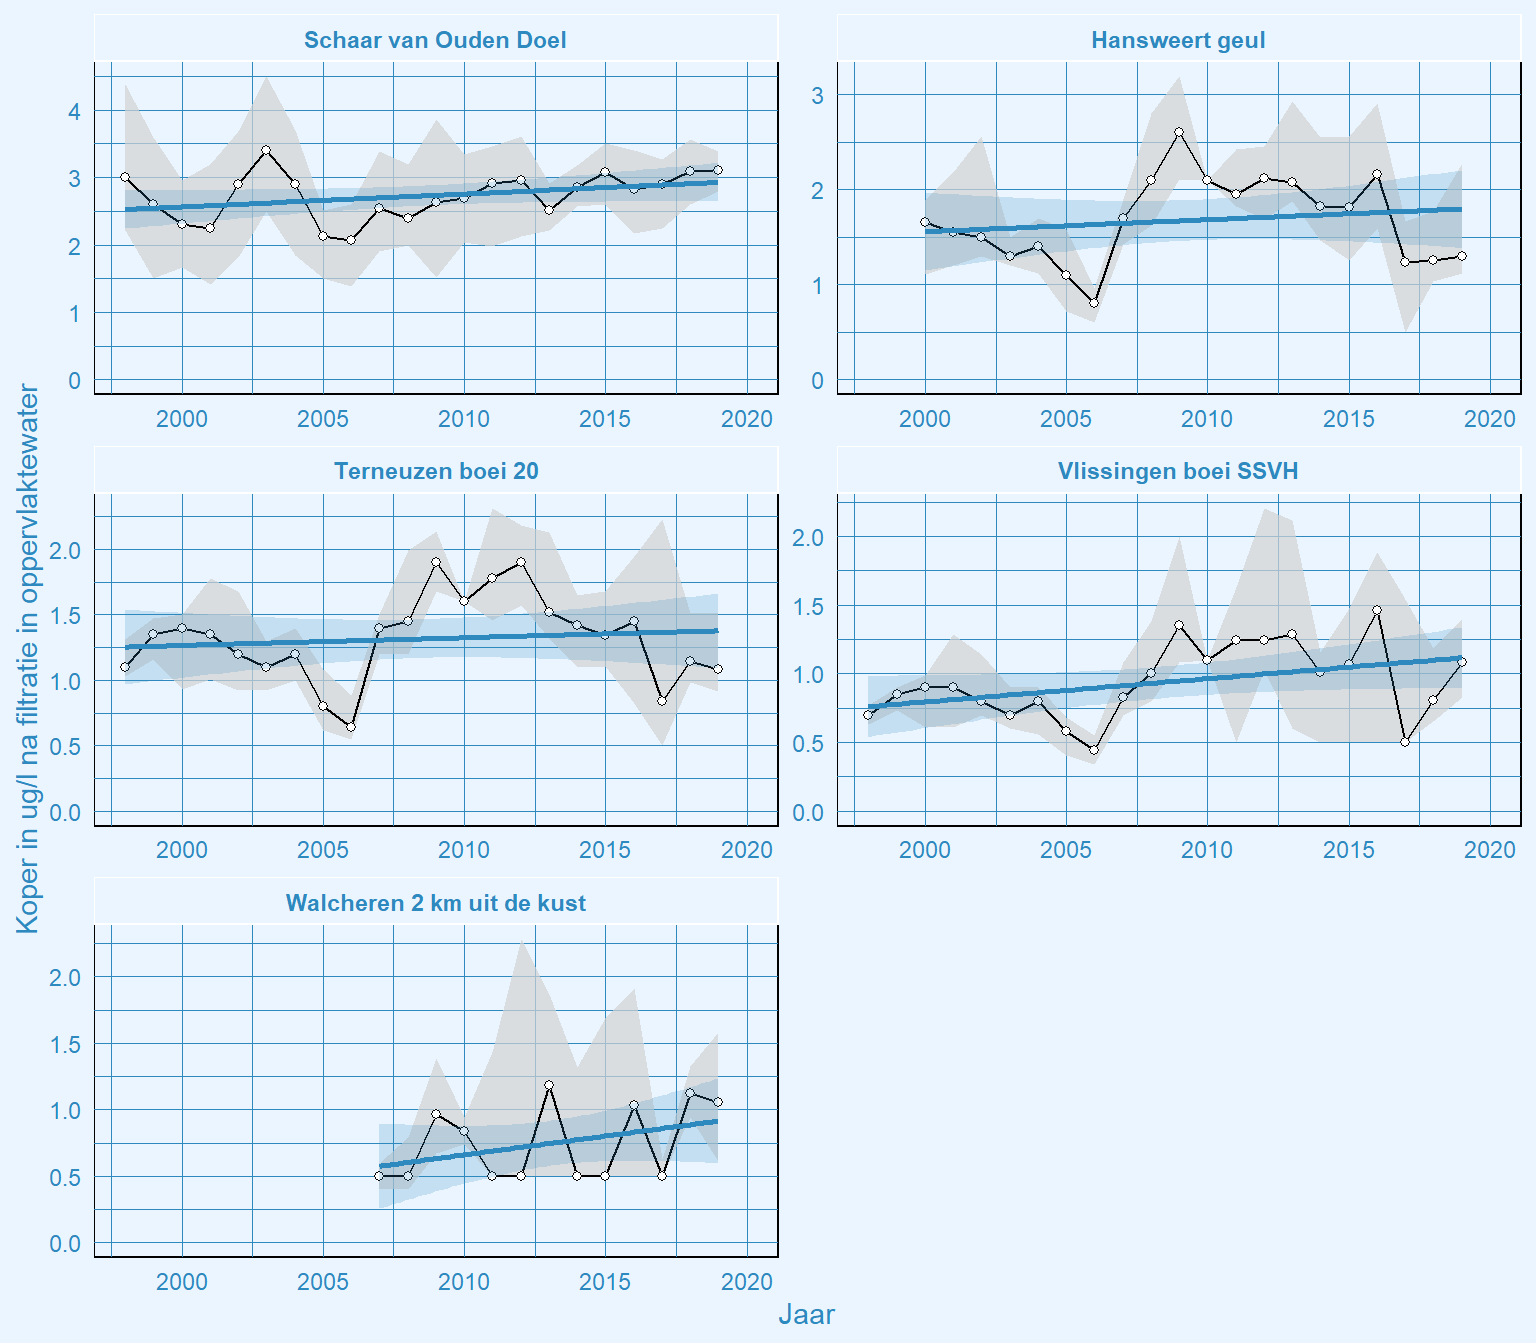 Schaar van Ouden Doel
Hansweert geul
4
3
2
1
0
3
2
1
0
2000 2005 2010 2015 2020
2000 2005 2010 2015 2020
Koper in ug/l na filtratie in oppervlaktewater
Terneuzen boei 20
Vlissingen boei SSVH
2.0
1.5
1.0
0.5
0.0
2.0
1.5
1.0
0.5
0.0
2000 2005 2010 2015 2020
2000 2005 2010 2015 2020
Walcheren 2 km uit de kust
2.0
1.5
1.0
0.5
0.0
2000 2005 2010 2015 2020
Jaar